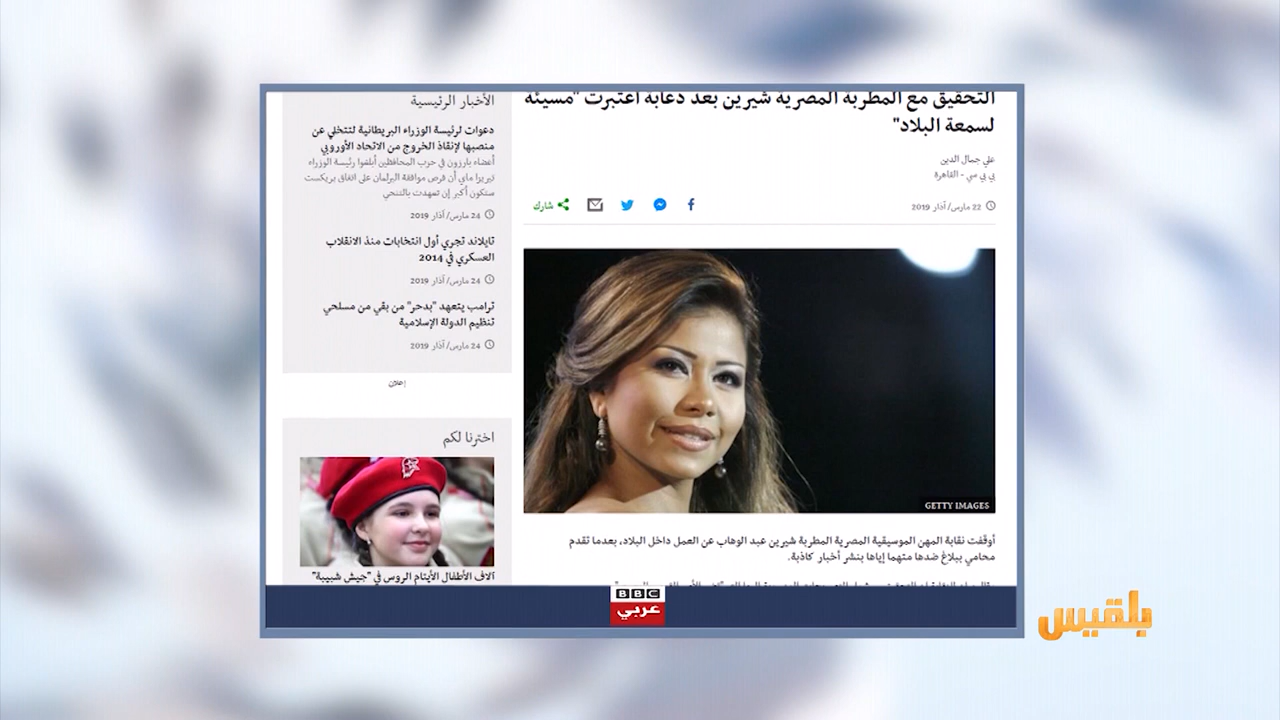 التحقيق مع المطربة المصرية شيرين بعد دعابة اعتبرت "مسيئة
لسمعة البلاد"
علي جمال الدين
بي بي سي - القاهرة
22 مارس/ آذار 2019
شارك
GETTY IMAGES
أوقفت نقابة المهن الموسيقية المصرية المطربة شيرين عبد الوهاب عن العمل داخل البلاد، بعدما تقدم
محامي ببلاغ ضدها متهما إياها بنشر أخبار كاذبة.
الأخبار الرئيسية
دعوات لرئيسة الوزراء البريطانية لتتخلي عن
منصبها لإنقاذ الخروج من الاتحاد الأوروبي
أعضاء بارزون في حزب المحافظين أبلغوا رئيسة الوزراء
تيريزا ماي أن فرص موافقة البرلمان على اتفاق بريكست
ستكون أكبر إن تعهدت بالتنحي
24 مارس/ آذار 2019
تايلاند تجري أول انتخابات منذ الانقلاب
العسكري في 2014
24 مارس/ آذار 2019
ترامب يتعهد "بدحر" من بقي من مسلحي
تنظيم الدولة الإسلامية
24 مارس/ آذار 2019
إعلان
اخترنا لكم
آلاف الأطفال الأيتام الروس في "جيش شبيبة"
BBC
عربي
بلقيس